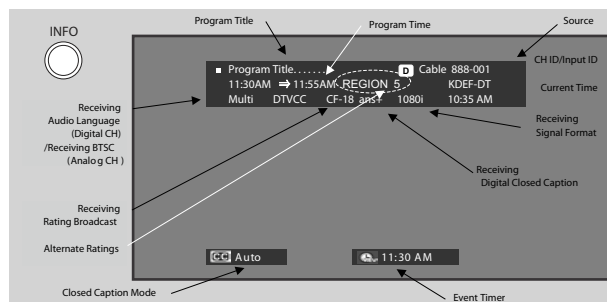 INFO
Program Title
Program Time
Source
■ Program Title....... D Cable 888-001
11:30AM ⇒ 11:55AM REGION 5 KDEF-DT
Multi DTVCC CF-18 ans+ 1080i 10:35 AM
CH ID/Input ID
Current Time
Receiving
Audio Language
(Digital CH)
/Receiving BTSC
(Analog CH)
Receiving
Signal Format
Receiving
Digital Closed Caption
Receiving
Rating Broadcast
Alternate Ratings
CC Auto
11:30 AM
Closed Caption Mode
Event Timer